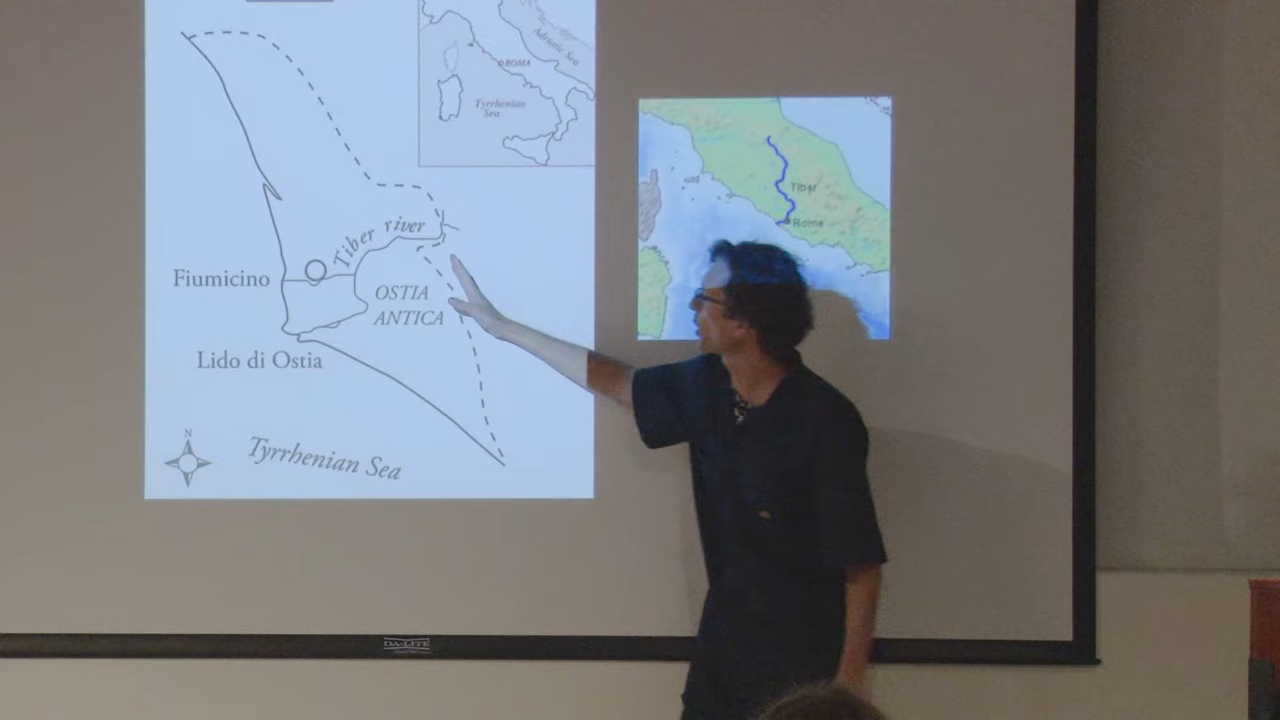 Adriatic Sea
ROMA
Tyrrhenian
Sea
Tiber
Rome
Tiber river
Fiumicino
OSTIA
ANTICA
Lido di Ostia
N
Tyrrhenian Sea
DA-LITE